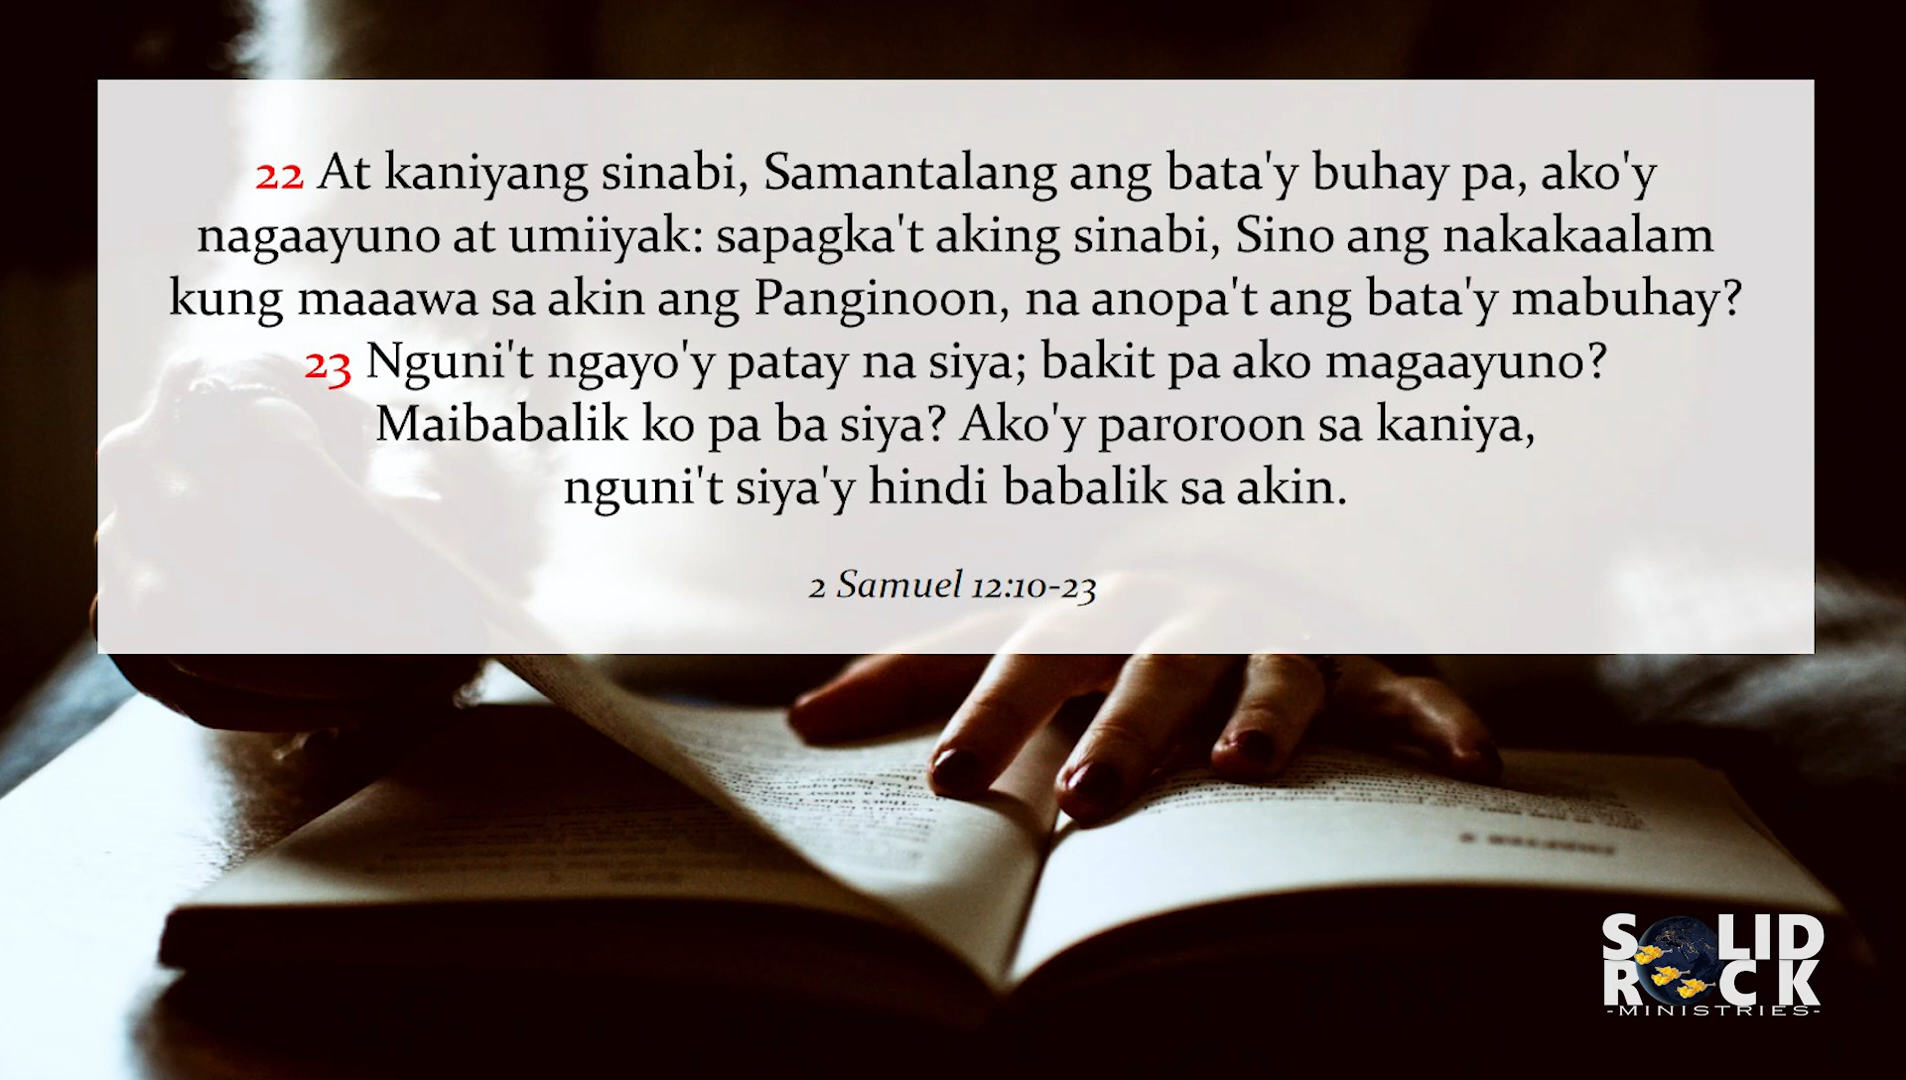 22 At kaniyang sinabi, Samantalang ang bata'y buhay pa, ako'y
nagaayuno at umiiyak: sapagka't aking sinabi, Sino ang nakakaalam
kung maaawa sa akin ang Panginoon, na anopa't ang bata'y mabuhay?
23 Nguni't ngayo'y patay na siya; bakit pa ako magaayuno?
Maibabalik ko pa ba siya? Ako'y paroroon sa kaniya,
nguni't siya'y hindi babalik sa akin.
2 Samuel 12:10-23
SOLID
ROCK
-MINISTRIES-